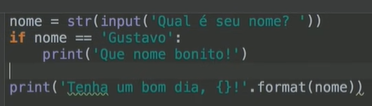 nome = str(input('Qual é seu nome? '))
if nome == 'Gustavo':
    print('Que nome bonito!')
print('Tenha um bom dia, {}!'.format(nome))